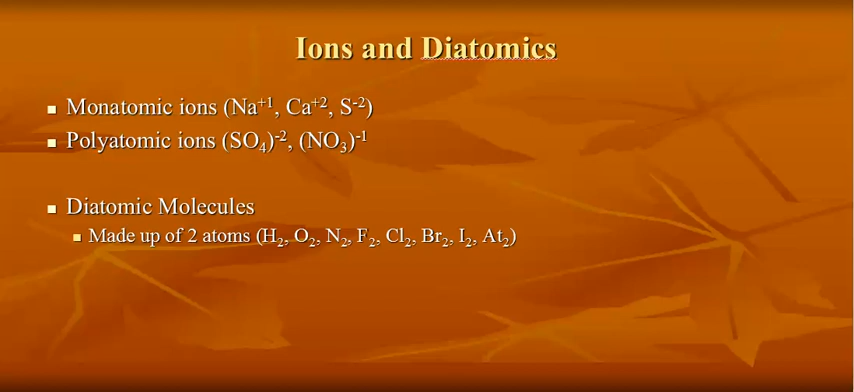 Ions and Diatomics
▪ Monatomic ions (Na⁺¹, Ca⁺², S⁻²)
▪ Polyatomic ions (SO₄)⁻², (NO₃)⁻¹
▪ Diatomic Molecules
▪ Made up of 2 atoms (H₂, O₂, N₂, F₂, Cl₂, Br₂, I₂, At₂)